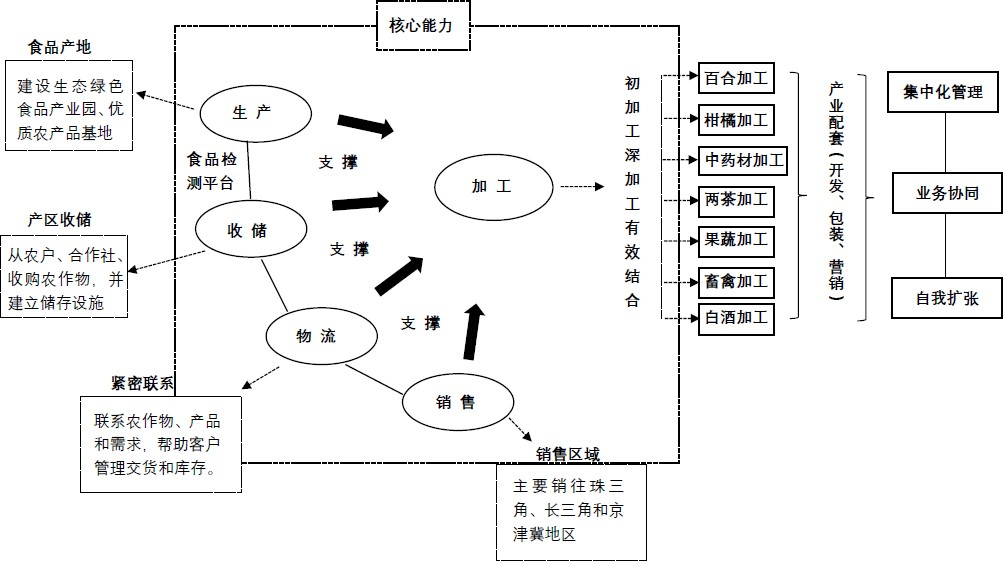 核心能力
食品产地
建设生态绿色
食品产业园、优
质农产品基地
生产
食品检
测平台
支撑
产区收储
从农户、合作社、
收购农作物，并
建立储存设施
收储
支撑
物流
支撑
紧密联系
联系农作物、产品
和需求，帮助客户
管理交货和库存。
销售
销售区域
主要销往珠三
角、长三角和京
津冀地区
加工
初加工深加工有效结合
百合加工
柑橘加工
中药材加工
两茶加工
果蔬加工
畜禽加工
白酒加工
产业配套(开发、包装、营销)
集中化管理
业务协同
自我扩张